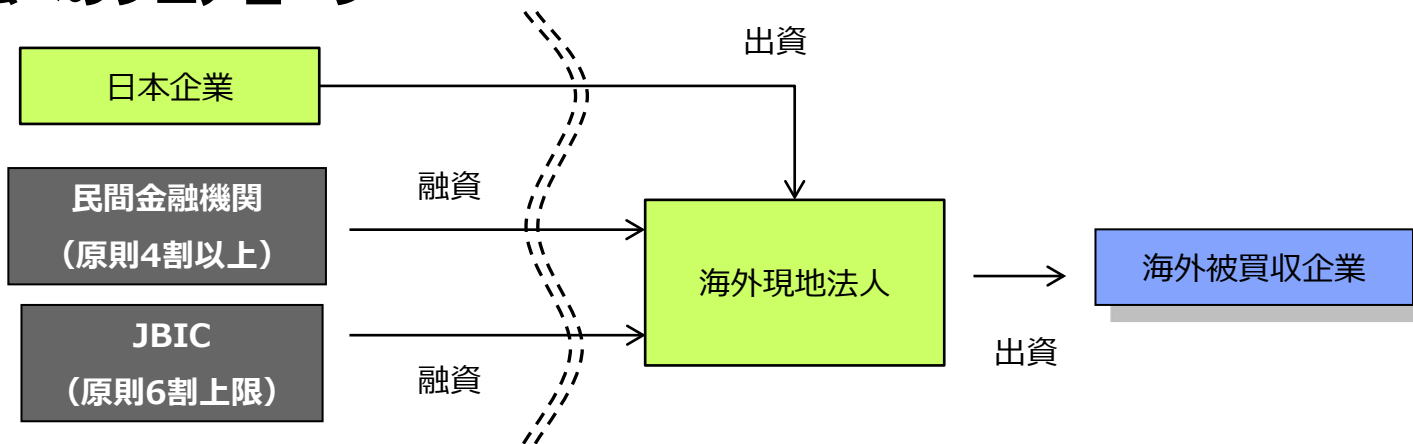 出資
日本企業
融資
民間金融機関
（原則4割以上）
海外現地法人
海外被買収企業
JBIC
（原則6割上限）
融資
出資